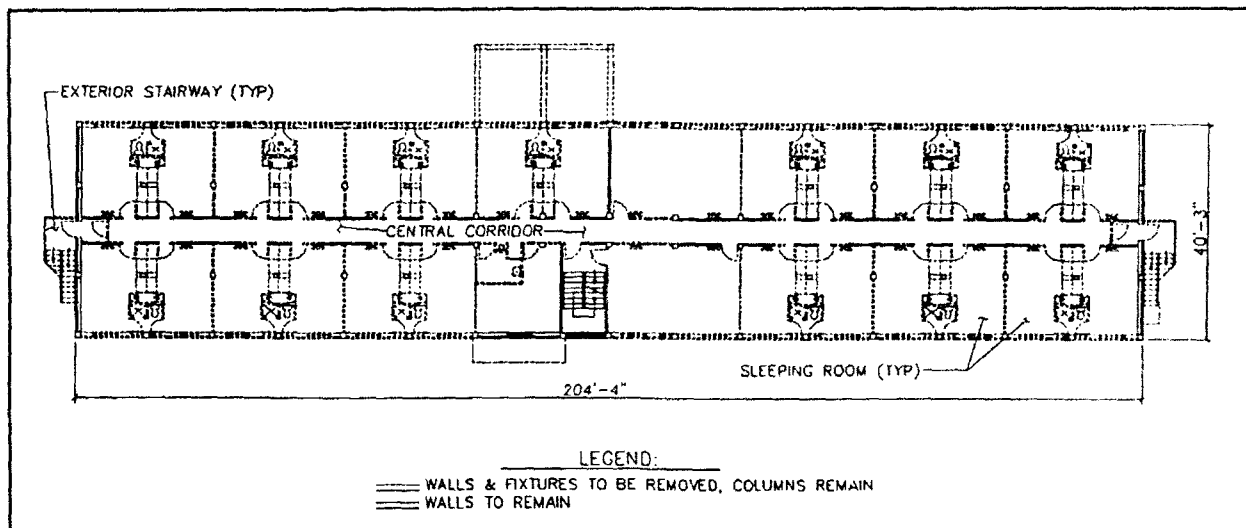 EXTERIOR STAIRWAY (TYP)
CENTRAL CORRIDOR
40'-3"
SLEEPING ROOM (TYP)
204'-4"
LEGEND:
WALLS & FIXTURES TO BE REMOVED, COLUMNS REMAIN
WALLS TO REMAIN